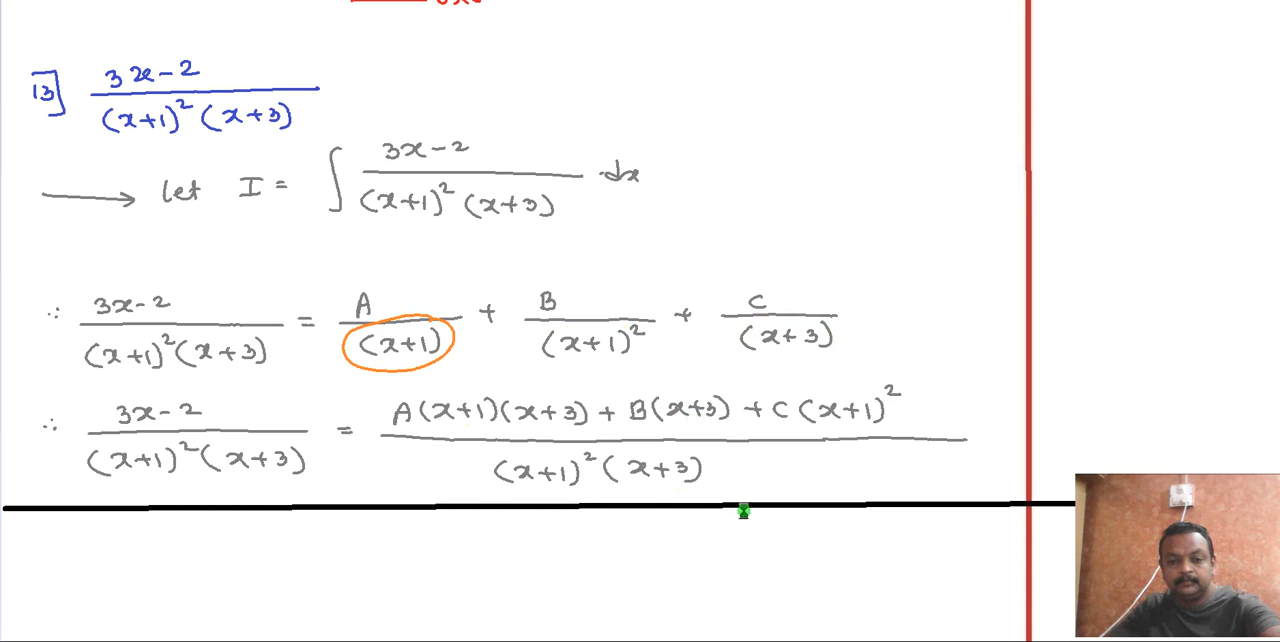 13] 3x-2 / (x+1)² (x+3)
let I = ∫ 3x-2 / (x+1)² (x+3) dx
∴ 3x-2 / (x+1)² (x+3) = A / (x+1) + B / (x+1)² + C / (x+3)
∴ 3x-2 / (x+1)² (x+3) = A(x+1)(x+3) + B(x+3) + C(x+1)² / (x+1)² (x+3)